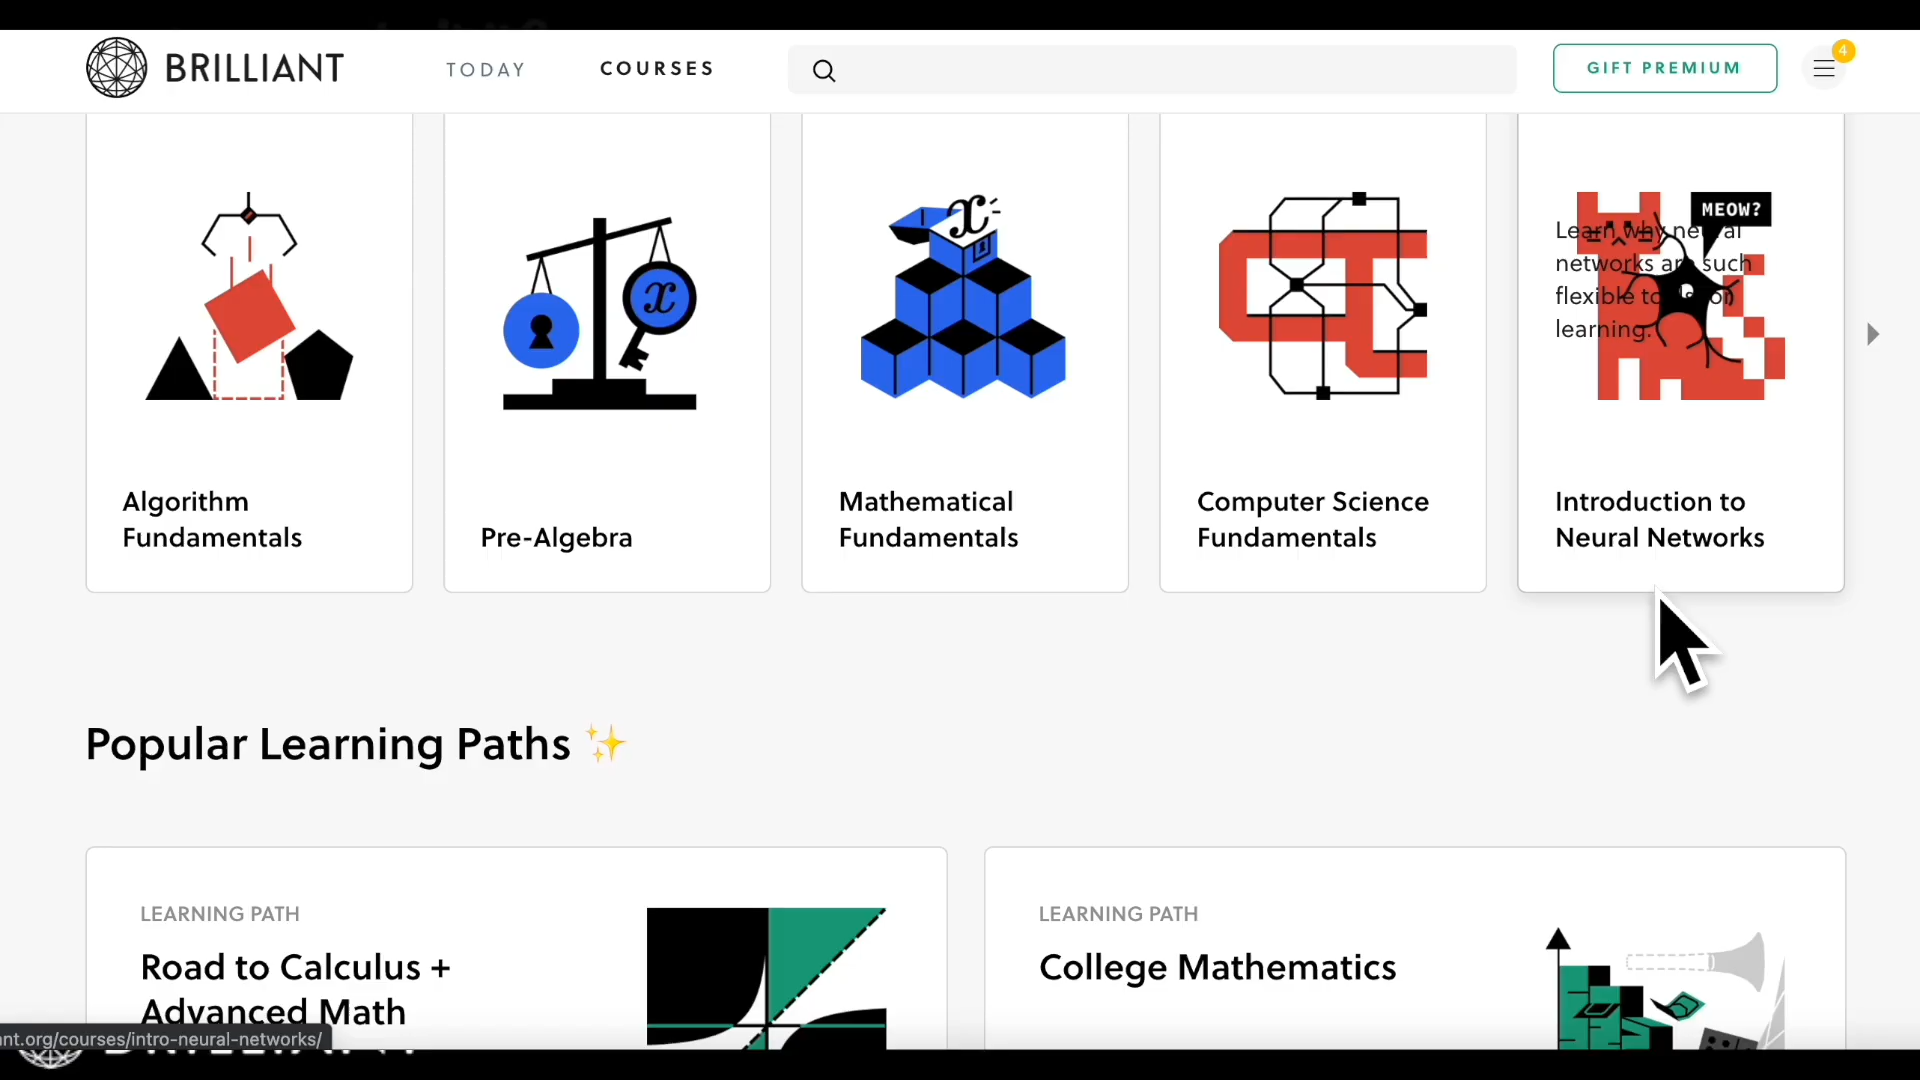 BRILLIANT
TODAY
COURSES
GIFT PREMIUM
4
MEOW?
Learn why neural
networks are such
flexible tools for
learning.
Algorithm
Fundamentals
Pre-Algebra
Mathematical
Fundamentals
Computer Science
Fundamentals
Introduction to
Neural Networks
x
x
Popular Learning Paths ✨
LEARNING PATH
Road to Calculus +
Advanced Math
LEARNING PATH
College Mathematics
ant.org/courses/intro-neural-networks/